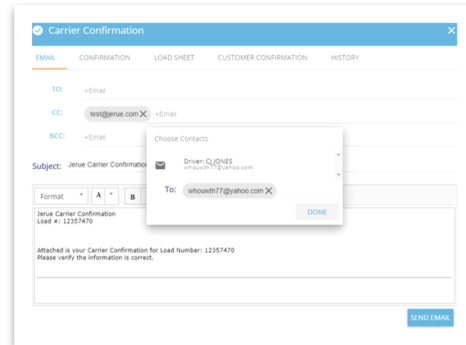 Carrier Confirmation
EMAIL CONFIRMATION LOAD SHEET CUSTOMER CONFIRMATION HISTORY
TO: +Email
CC: test@jerue.com +Email
BCC: +Email
Choose Contacts
Driver: CJ JONES
whouwth77@yahoo.com
To: whouwth77@yahoo.com
DONE
Subject: Jerue Carrier Confirmation
Format A B
Jerue Carrier Confirmation
Load #: 12357470
Attached is your Carrier Confirmation for Load Number: 12357470
Please verify the information is correct.
SEND EMAIL